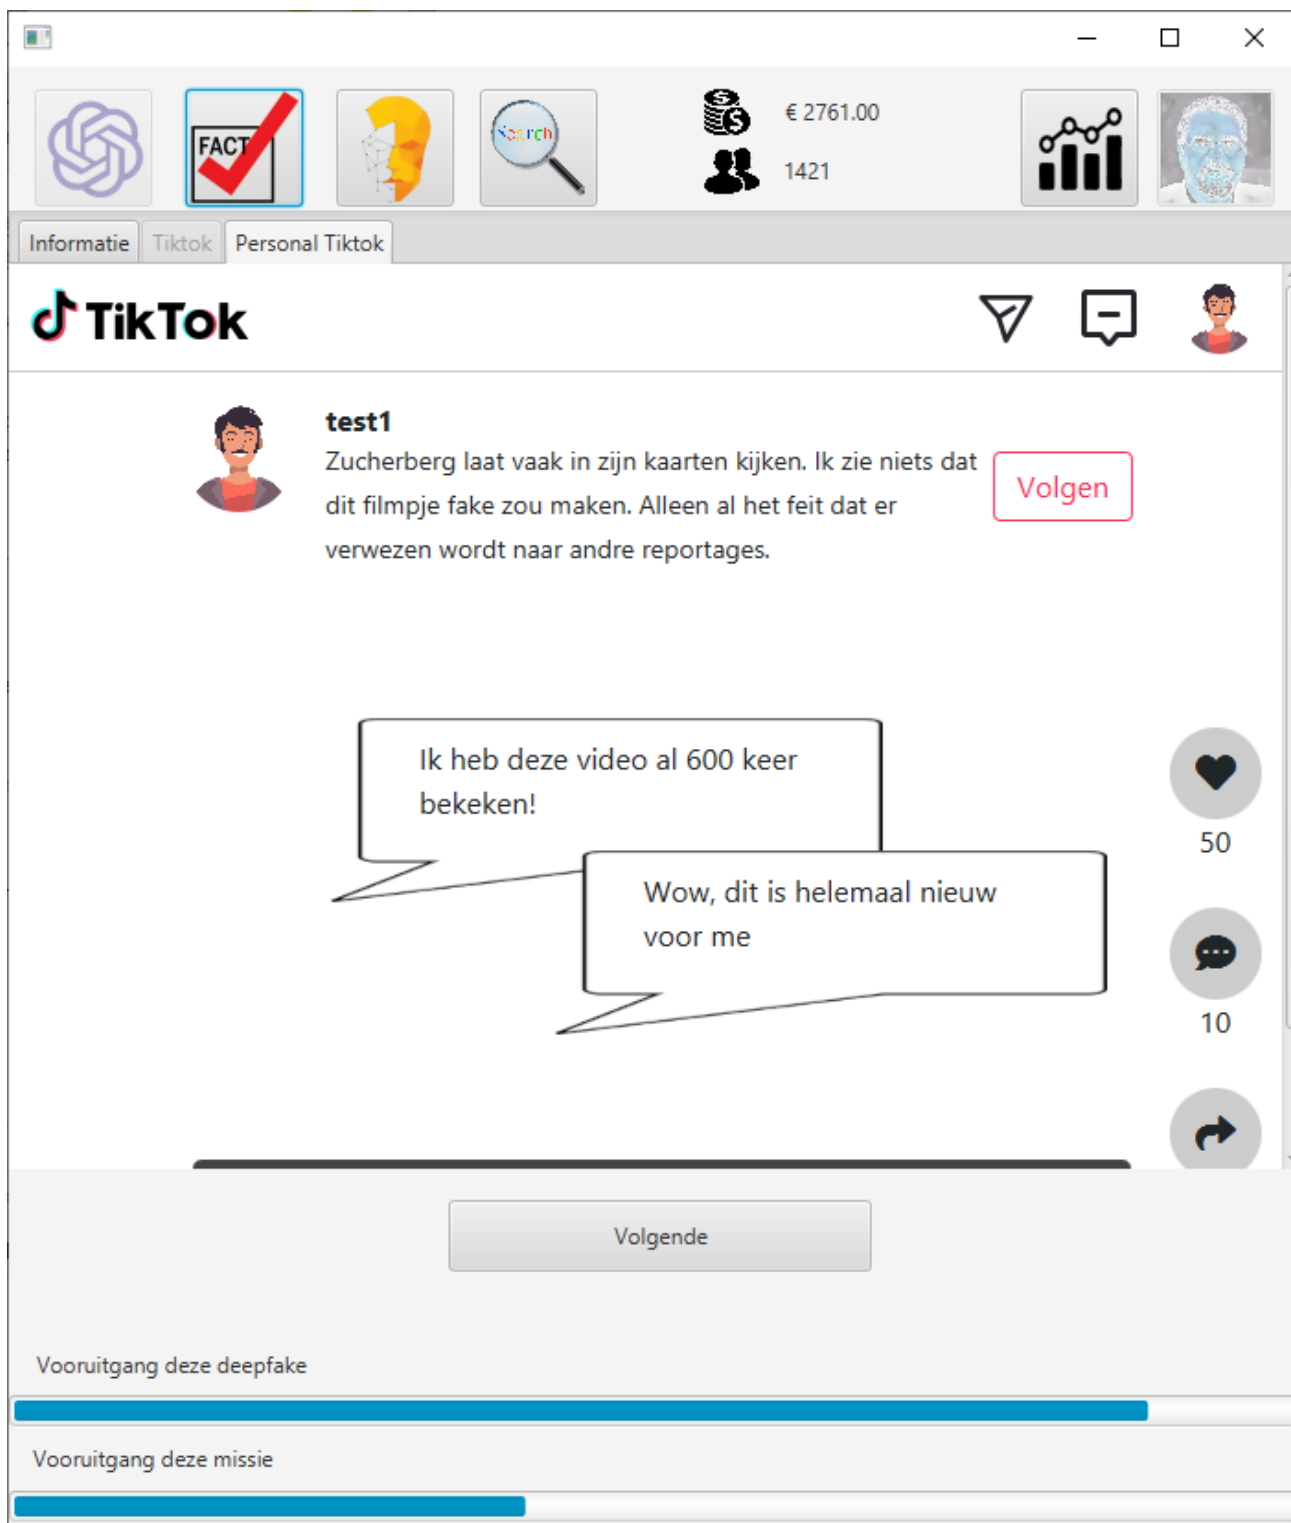 FACT
Search
€ 2761.00
1421
Informatie
Tiktok
Personal Tiktok
TikTok
test1
Zucherberg laat vaak in zijn kaarten kijken. Ik zie niets dat
dit filmpje fake zou maken. Alleen al het feit dat er
verwezen wordt naar andre reportages.
Volgen
Ik heb deze video al 600 keer
bekeken!
Wow, dit is helemaal nieuw
voor me
50
10
Volgende
Vooruitgang deze deepfake
Vooruitgang deze missie